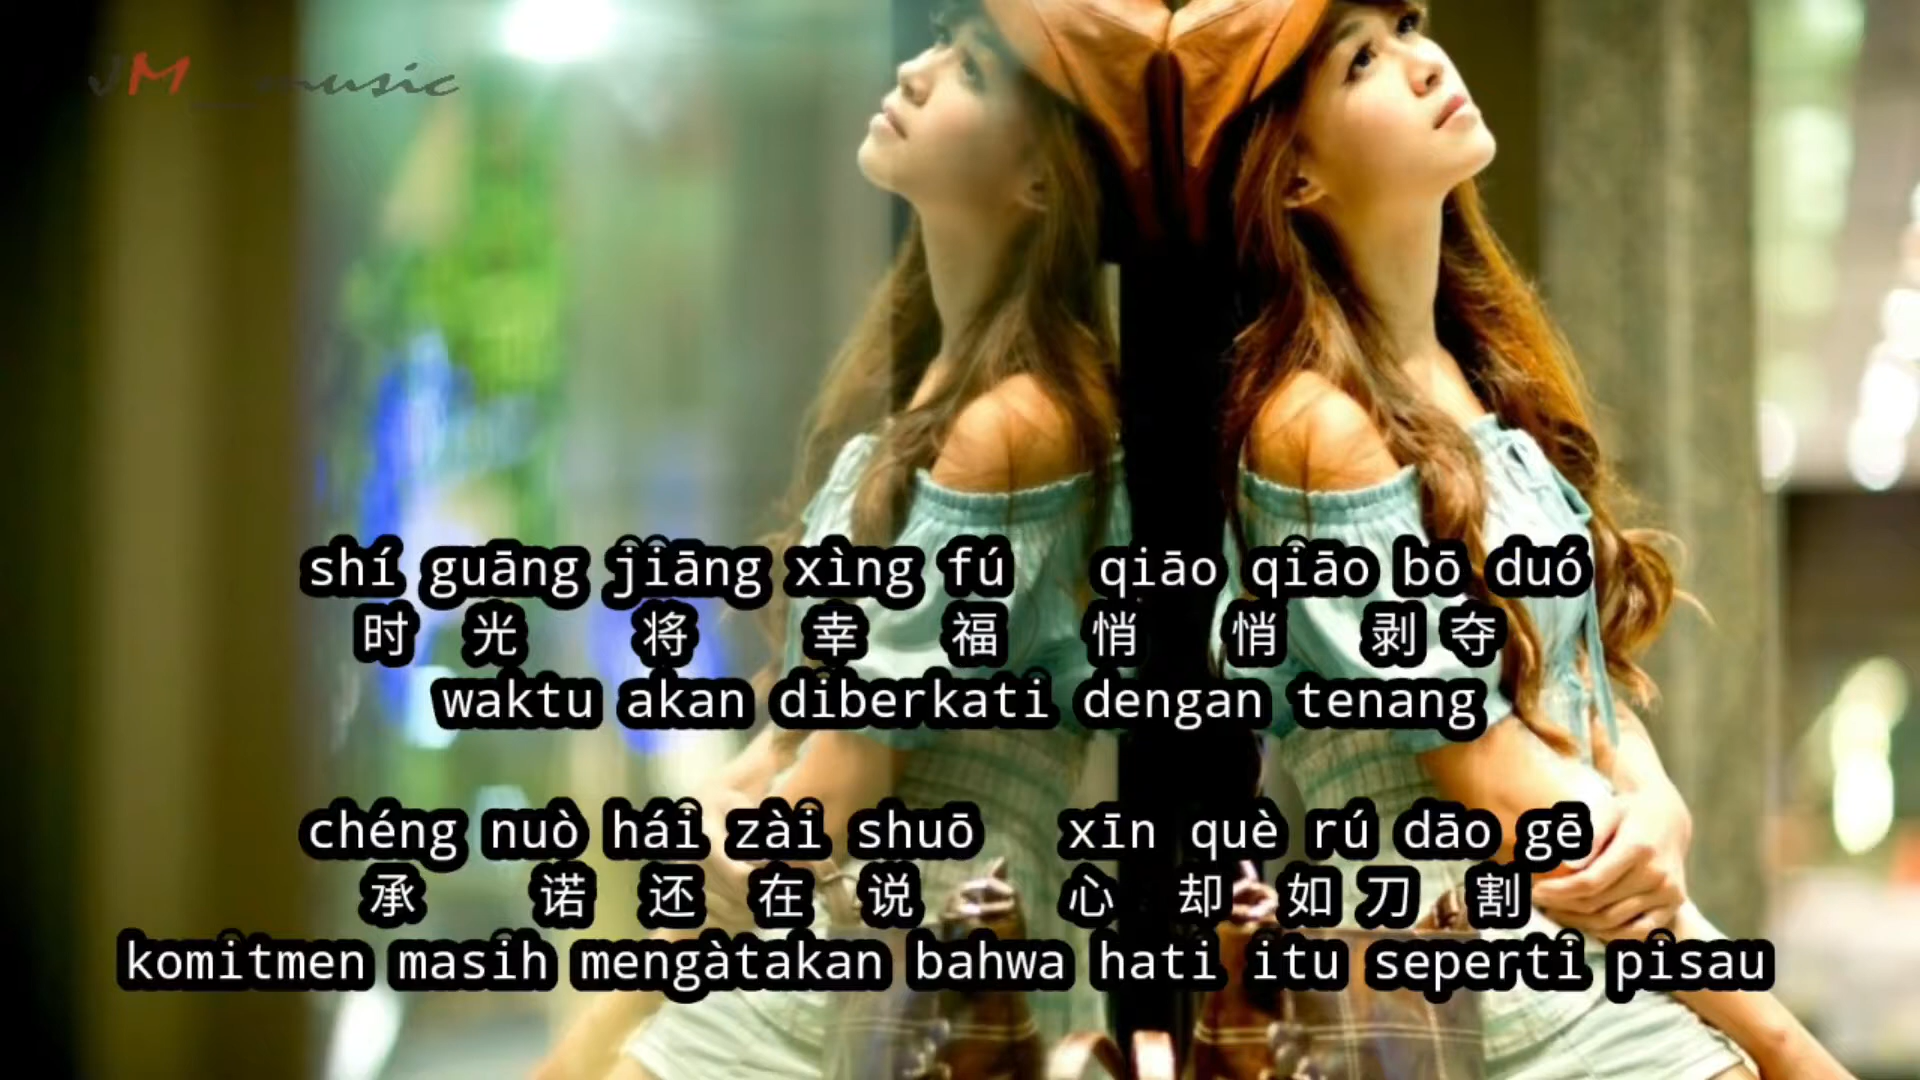 JM_music
shí guāng jiāng xìng fú qiāo qiāo bō duó
时 光 将 幸 福 悄 悄 剥 夺
waktu akan diberkati dengan tenang
chéng nuò hái zài shuō xīn què rú dāo gē
承 诺 还 在 说 心 却 如 刀 割
komitmen masih mengàtakan bahwa hati itu seperti pisau